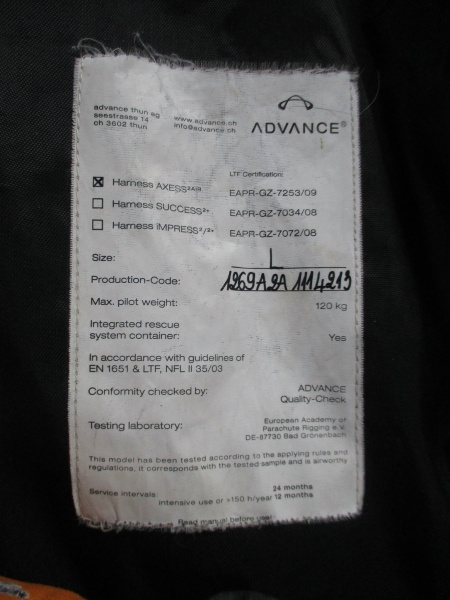 advance thun ag
seestrasse 14
ch 3602 thun
www.advance.ch
info@advance.ch
ADVANCE®
LTF Certification:
☒ Harness AXESS²AIR EAPR-GZ-7253/09
☐ Harness SUCCESS²⁺ EAPR-GZ-7034/08
☐ Harness iMPRESS²/²⁺ EAPR-GZ-7072/08
Size: L
Production-Code: 1269A2A 1114213
Max. pilot weight: 120 kg
Integrated rescue
system container: Yes
In accordance with guidelines of
EN 1651 & LTF, NFL II 35/03
Conformity checked by: ADVANCE
Quality-Check
Testing laboratory: European Academy of
Parachute Rigging e.V.
DE-87730 Bad Grönenbach
This model has been tested according to the applying rules and
regulations, it corresponds with the tested sample and is airworthy
Service intervals: 24 months
intensive use or >150 h/year 12 months
Read manual before use!